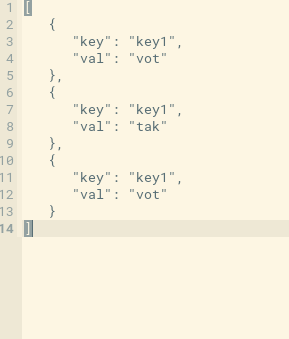 1 [
2 {
3 "key": "key1",
4 "val": "vot"
5 },
6 {
7 "key": "key1",
8 "val": "tak"
9 },
10 {
11 "key": "key1",
12 "val": "vot"
13 }
14 ]